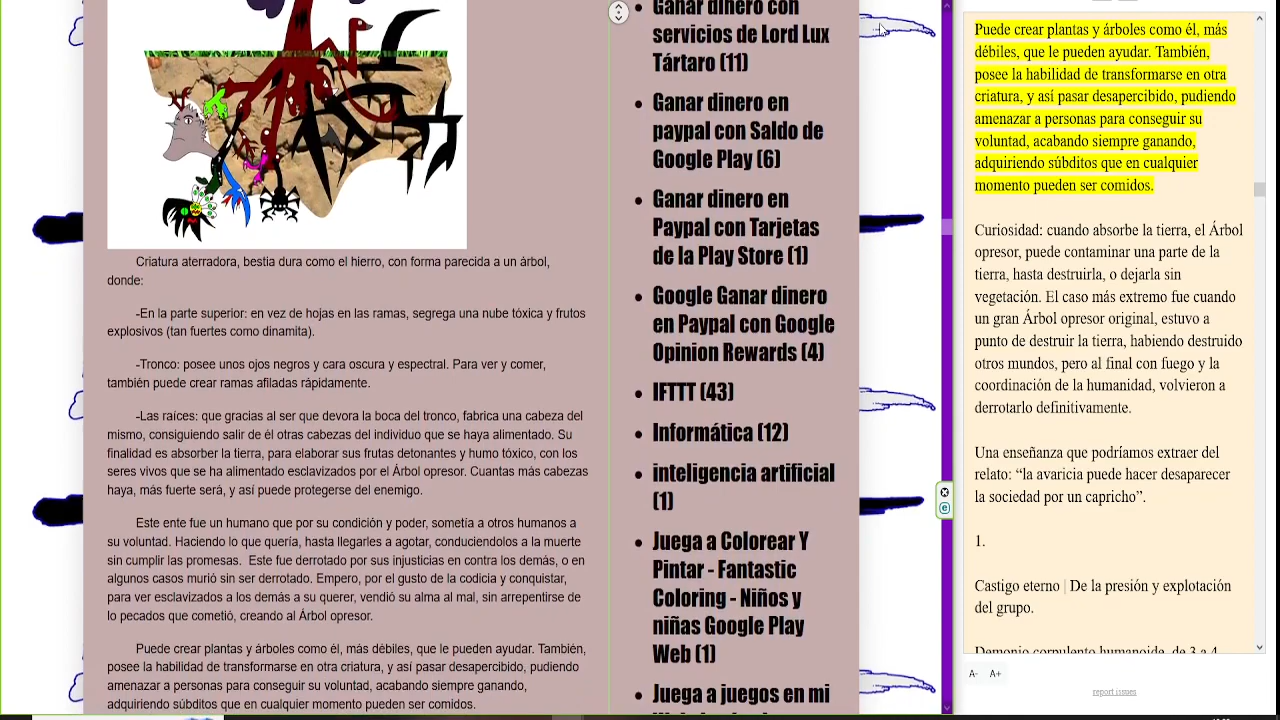 Criatura aterradora, bestia dura como el hierro, con forma parecida a un árbol,
donde:
-En la parte superior: en vez de hojas en las ramas, segrega una nube tóxica y frutos
explosivos (tan fuertes como dinamita).
-Tronco: posee unos ojos negros y cara oscura y espectral. Para ver y comer,
también puede crear ramas afiladas rápidamente.
-Las raíces: que gracias al ser que devora la boca del tronco, fabrica una cabeza del
mismo, consiguiendo salir de él otras cabezas del individuo que se haya alimentado. Su
finalidad es absorber la tierra, para elaborar sus frutas detonantes y humo tóxico, con los
seres vivos que se ha alimentado esclavizados por el Árbol opresor. Cuantas más cabezas
haya, más fuerte será, y así puede protegerse del enemigo.
Este ente fue un humano que por su condición y poder, sometía a otros humanos a
su voluntad. Haciendo lo que quería, hasta llegarles a agotar, conduciendolos a la muerte
sin cumplir las promesas.  Este fue derrotado por sus injusticias en contra los demás, o en
algunos casos murió sin ser derrotado. Empero, por el gusto de la codicia y conquistar,
para ver esclavizados a los demás a su querer, vendió su alma al mal, sin arrepentirse de
lo pecados que cometió, creando al Árbol opresor.
Puede crear plantas y árboles como él, más débiles, que le pueden ayudar. También,
posee la habilidad de transformarse en otra criatura, y así pasar desapercibido, pudiendo
amenazar a personas para conseguir su voluntad, acabando siempre ganando,
adquiriendo súbditos que en cualquier momento pueden ser comidos.
Ganar dinero con
servicios de Lord Lux
Tártaro (11)
Ganar dinero en
paypal con Saldo de
Google Play (6)
Ganar dinero en
Paypal con Tarjetas
de la Play Store (1)
Google Ganar dinero
en Paypal con Google
Opinion Rewards (4)
IFTTT (43)
Informática (12)
inteligencia artificial
(1)
Juega a Colorear Y
Pintar - Fantastic
Coloring - Niños y
niñas Google Play
Web (1)
Juega a juegos en mi
Puede crear plantas y árboles como él, más
débiles, que le pueden ayudar. También,
posee la habilidad de transformarse en otra
criatura, y así pasar desapercibido, pudiendo
amenazar a personas para conseguir su
voluntad, acabando siempre ganando,
adquiriendo súbditos que en cualquier
momento pueden ser comidos.
Curiosidad: cuando absorbe la tierra, el Árbol
opresor, puede contaminar una parte de la
tierra, hasta destruirla, o dejarla sin
vegetación. El caso más extremo fue cuando
un gran Árbol opresor original, estuvo a
punto de destruir la tierra, habiendo destruido
otros mundos, pero al final con fuego y la
coordinación de la humanidad, volvieron a
derrotarlo definitivamente.
Una enseñanza que podríamos extraer del
relato: “la avaricia puede hacer desaparecer
la sociedad por un capricho”.
1.
Castigo eterno | De la presión y explotación
del grupo.
Demonio corpulento humanoide, de 3 a 4
A- A+
report issues